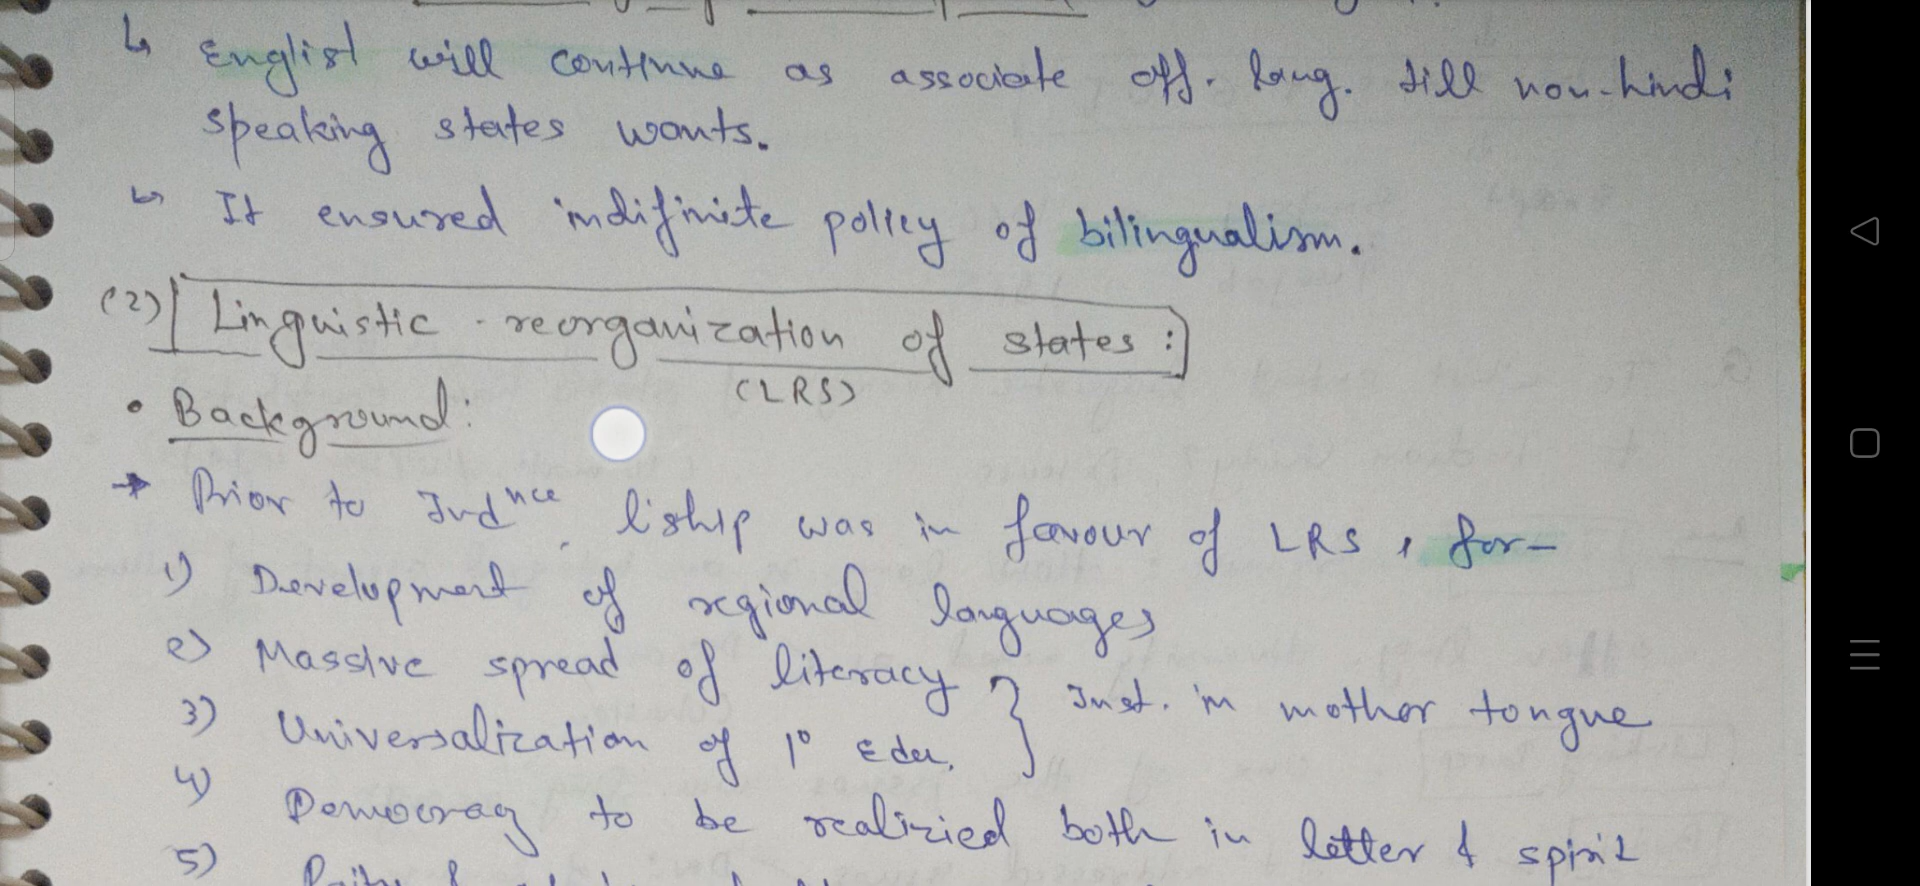 ↳ English will continue as associate off. lang. till non-hindi
speaking states wants.
↳ It ensured indifinite policy of bilingualism.
(2) Linguistic reorganization of states:
(LRS)
• Background:
→ Prior to Indnce l'ship was in favour of LRS, for-
1) Development of regional languages
2) Massive spread of literacy } Inst. in mother tongue
3) Universalization of 1° Edu.
4) Democracy to be realizied both in letter & spirit
5)